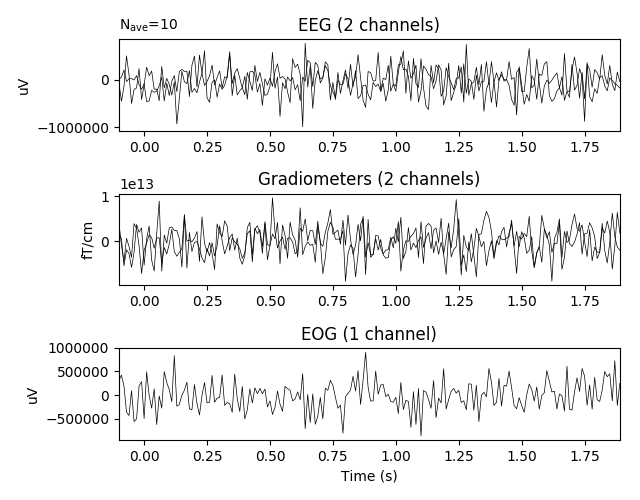 N_ave=10
EEG (2 channels)
uV
0
−1000000
0.00 0.25 0.50 0.75 1.00 1.25 1.50 1.75
1e13
Gradiometers (2 channels)
fT/cm
1
0
0.00 0.25 0.50 0.75 1.00 1.25 1.50 1.75
EOG (1 channel)
uV
1000000
500000
0
−500000
0.00 0.25 0.50 0.75 1.00 1.25 1.50 1.75
Time (s)